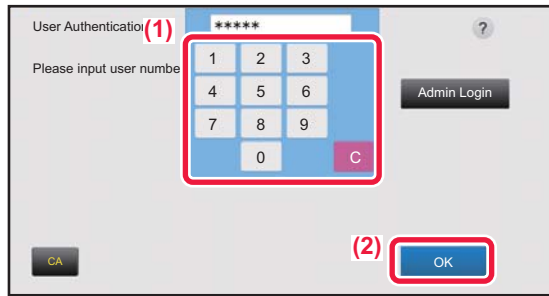 User Authentication
(1)
*****
?
Please input user numbe
1 2 3
4 5 6
Admin Login
7 8 9
0 C
(2)
CA
OK